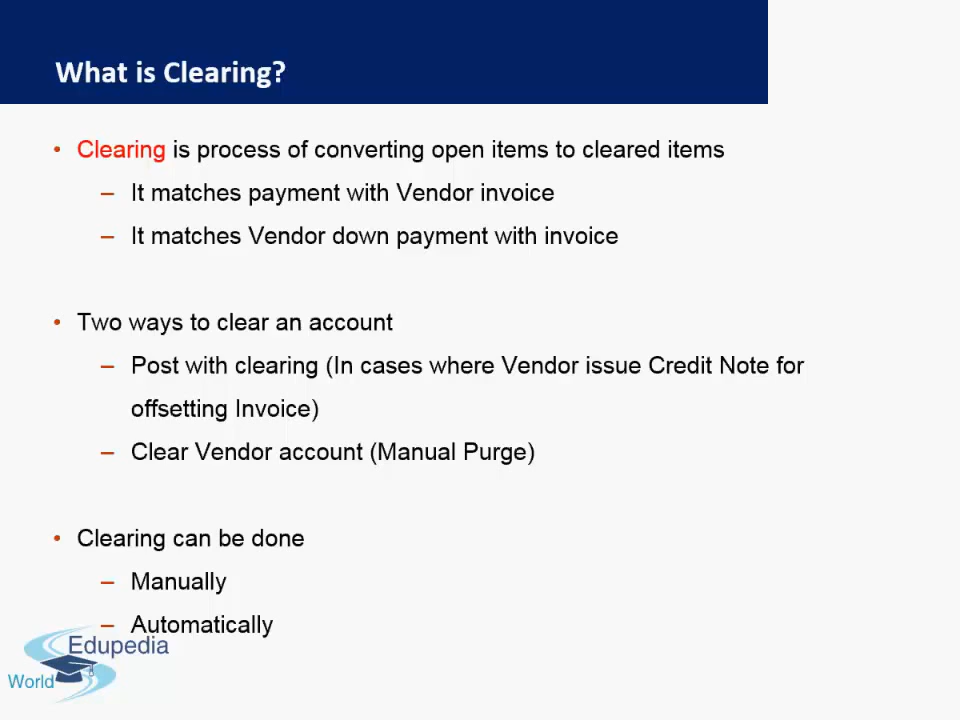 What is Clearing?
• Clearing is process of converting open items to cleared items
– It matches payment with Vendor invoice
– It matches Vendor down payment with invoice
• Two ways to clear an account
– Post with clearing (In cases where Vendor issue Credit Note for
offsetting Invoice)
– Clear Vendor account (Manual Purge)
• Clearing can be done
– Manually
– Automatically
Edupedia
World